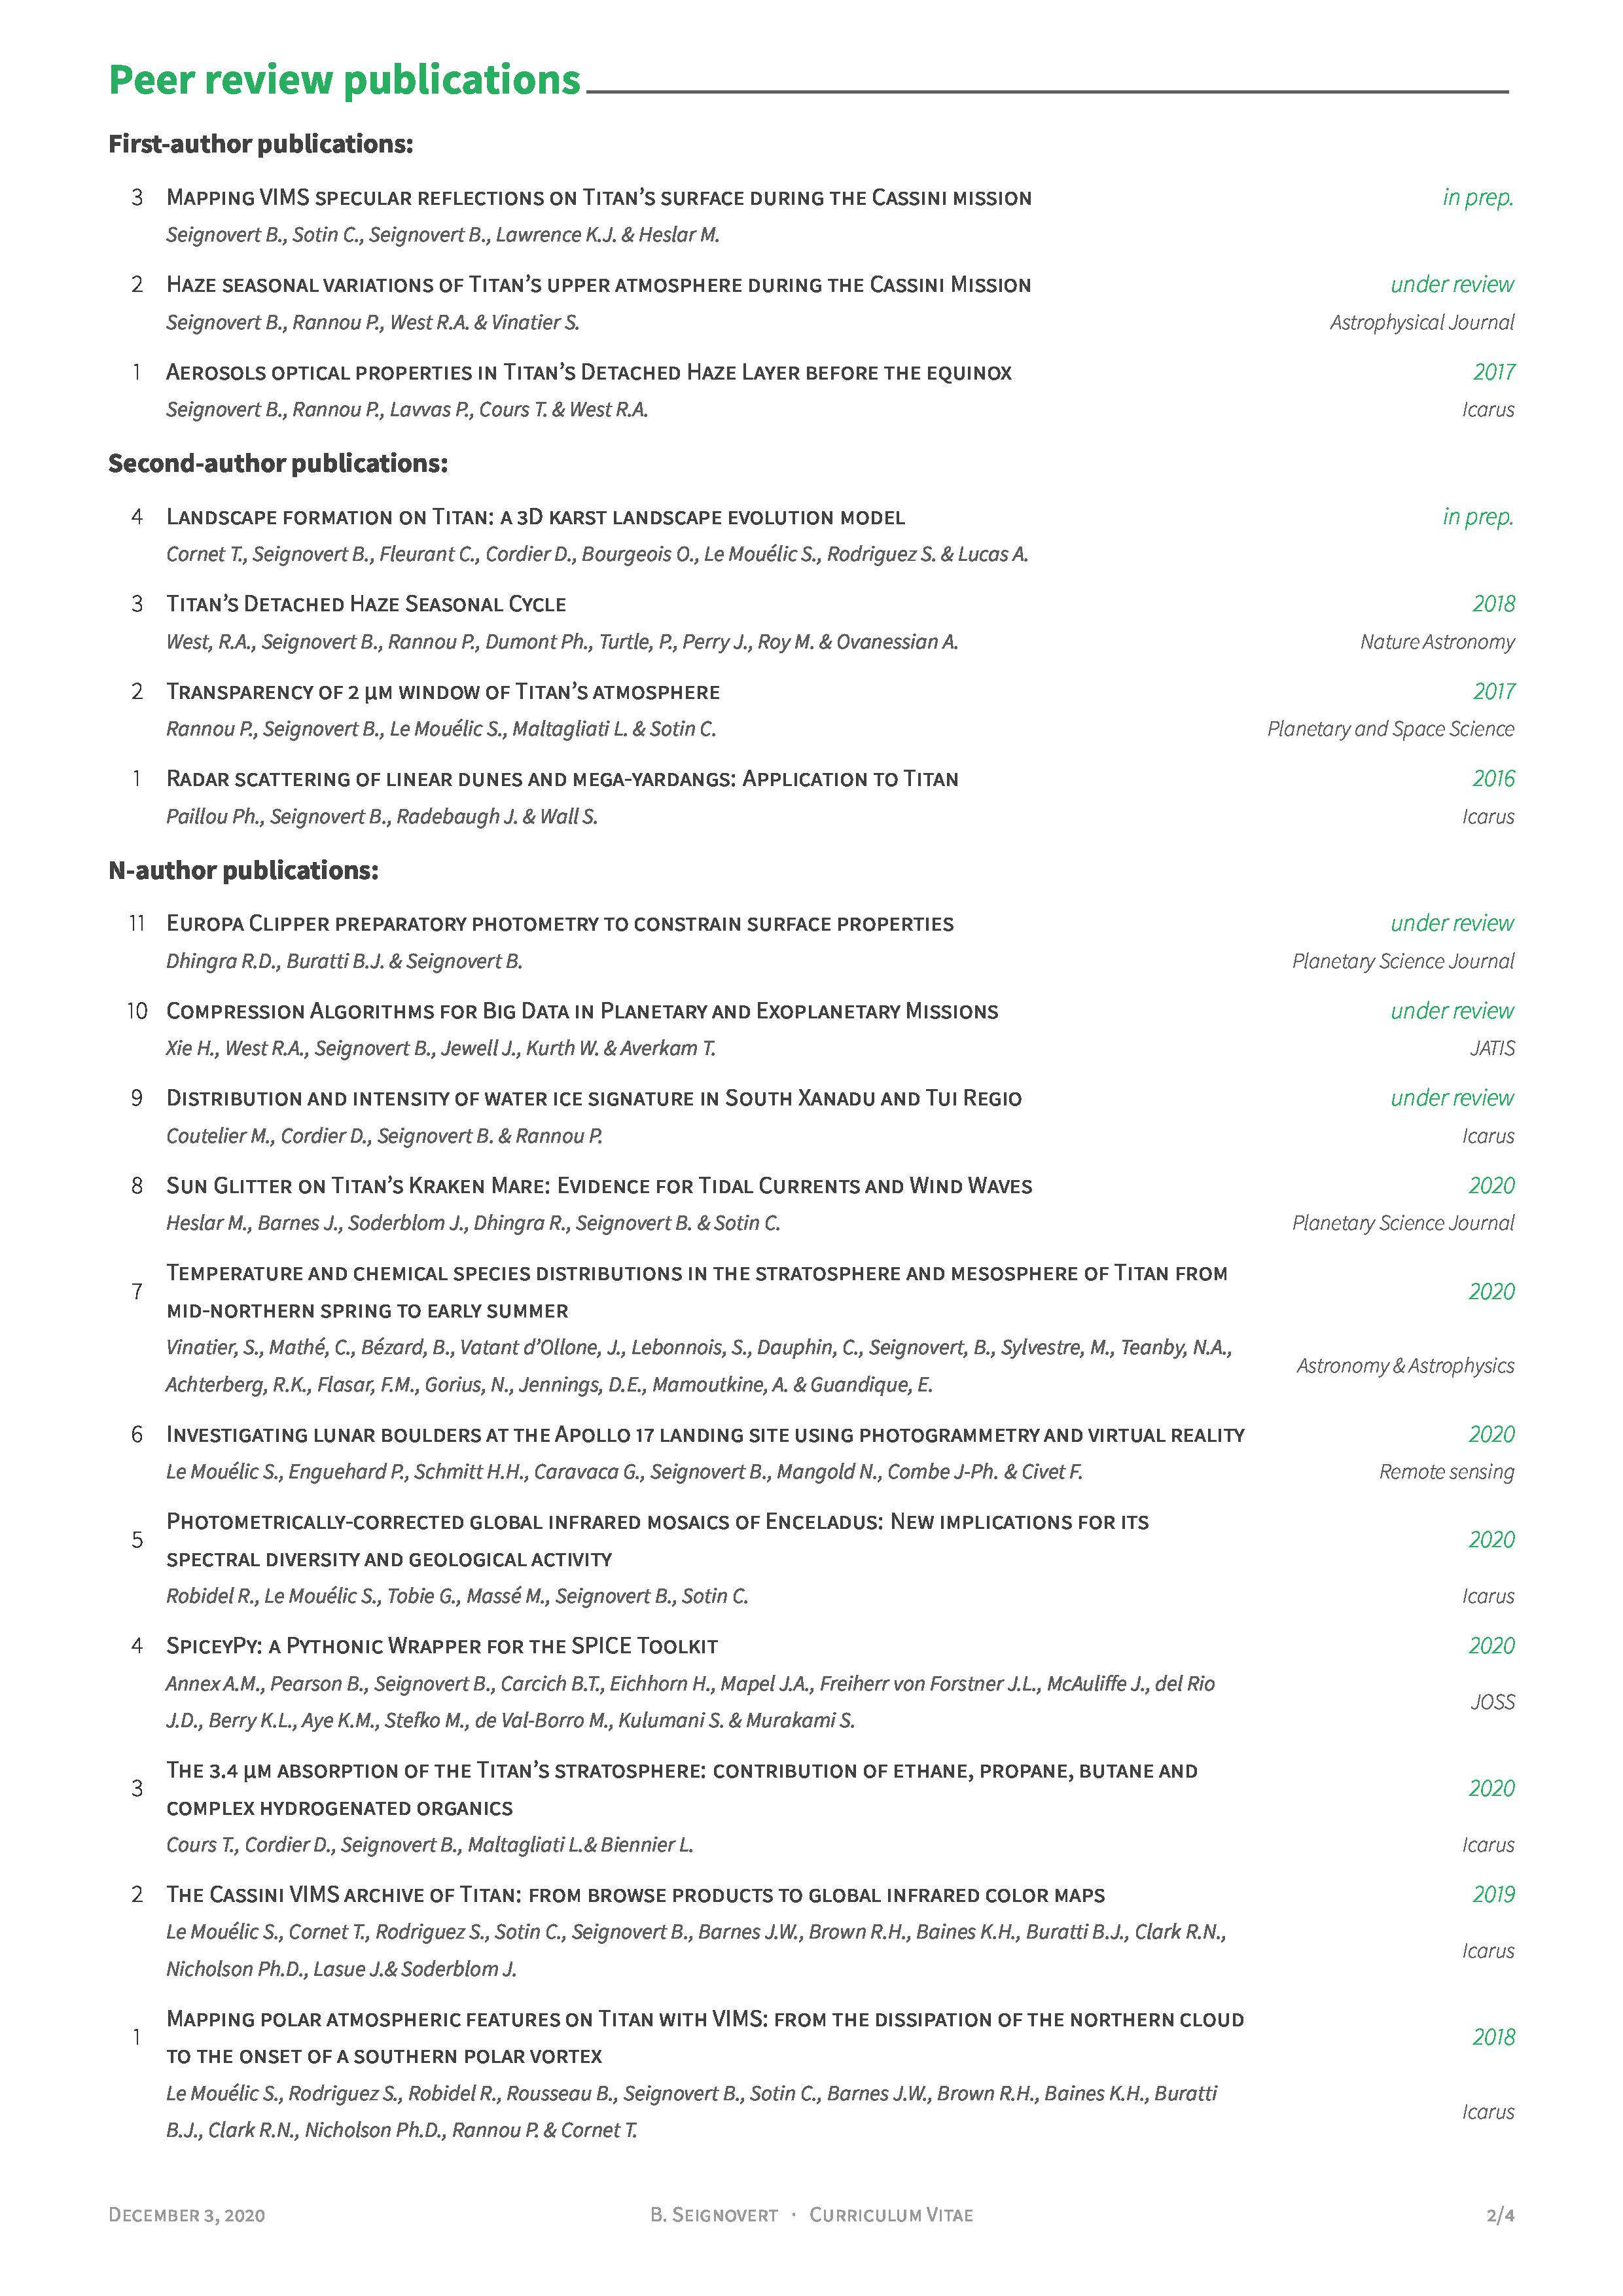 Peer review publications
First-author publications:
3 Mapping VIMS specular reflections on Titan's surface during the Cassini mission in prep.
Seignovert B., Sotin C., Seignovert B., Lawrence K.J. & Heslar M.
2 Haze seasonal variations of Titan's upper atmosphere during the Cassini Mission under review
Seignovert B., Rannou P., West R.A. & Vinatier S. Astrophysical Journal
1 Aerosols optical properties in Titan's Detached Haze Layer before the equinox 2017
Seignovert B., Rannou P., Lavvas P., Cours T. & West R.A. Icarus
Second-author publications:
4 Landscape formation on Titan: a 3D karst landscape evolution model in prep.
Cornet T., Seignovert B., Fleurant C., Cordier D., Bourgeois O., Le Mouélic S., Rodriguez S. & Lucas A.
3 Titan's Detached Haze Seasonal Cycle 2018
West, R.A., Seignovert B., Rannou P., Dumont Ph., Turtle, P., Perry J., Roy M. & Ovanessian A. Nature Astronomy
2 Transparency of 2 μm window of Titan's atmosphere 2017
Rannou P., Seignovert B., Le Mouélic S., Maltagliati L. & Sotin C. Planetary and Space Science
1 Radar scattering of linear dunes and mega-yardangs: Application to Titan 2016
Paillou Ph., Seignovert B., Radebaugh J. & Wall S. Icarus
N-author publications:
11 Europa Clipper preparatory photometry to constrain surface properties under review
Dhingra R.D., Buratti B.J. & Seignovert B. Planetary Science Journal
10 Compression Algorithms for Big Data in Planetary and Exoplanetary Missions under review
Xie H., West R.A., Seignovert B., Jewell J., Kurth W. & Averkam T. JATIS
9 Distribution and intensity of water ice signature in South Xanadu and Tui Regio under review
Coutelier M., Cordier D., Seignovert B. & Rannou P. Icarus
8 Sun Glitter on Titan's Kraken Mare: Evidence for Tidal Currents and Wind Waves 2020
Heslar M., Barnes J., Soderblom J., Dhingra R., Seignovert B. & Sotin C. Planetary Science Journal
Temperature and chemical species distributions in the stratosphere and mesosphere of Titan from
7 mid-northern spring to early summer 2020
Vinatier, S., Mathé, C., Bézard, B., Vatant d'Ollone, J., Lebonnois, S., Dauphin, C., Seignovert, B., Sylvestre, M., Teanby, N.A.,
Achterberg, R.K., Flasar, F.M., Gorius, N., Jennings, D.E., Mamoutkine, A. & Guandique, E. Astronomy & Astrophysics
6 Investigating lunar boulders at the Apollo 17 landing site using photogrammetry and virtual reality 2020
Le Mouélic S., Enguehard P., Schmitt H.H., Caravaca G., Seignovert B., Mangold N., Combe J-Ph. & Civet F. Remote sensing
Photometrically-corrected global infrared mosaics of Enceladus: New implications for its
5 spectral diversity and geological activity 2020
Robidel R., Le Mouélic S., Tobie G., Massé M., Seignovert B., Sotin C. Icarus
4 SpiceyPy: a Pythonic Wrapper for the SPICE Toolkit 2020
Annex A.M., Pearson B., Seignovert B., Carcich B.T., Eichhorn H., Mapel J.A., Freiherr von Forstner J.L., McAuliffe J., del Rio
J.D., Berry K.L., Aye K.M., Stefko M., de Val-Borro M., Kulumani S. & Murakami S. JOSS
The 3.4 μm absorption of the Titan's stratosphere: contribution of ethane, propane, butane and
3 complex hydrogenated organics 2020
Cours T., Cordier D., Seignovert B., Maltagliati L.& Biennier L. Icarus
2 The Cassini VIMS archive of Titan: from browse products to global infrared color maps 2019
Le Mouélic S., Cornet T., Rodriguez S., Sotin C., Seignovert B., Barnes J.W., Brown R.H., Baines K.H., Buratti B.J., Clark R.N.,
Nicholson Ph.D., Lasue J.& Soderblom J. Icarus
Mapping polar atmospheric features on Titan with VIMS: from the dissipation of the northern cloud
1 to the onset of a southern polar vortex 2018
Le Mouélic S., Rodriguez S., Robidel R., Rousseau B., Seignovert B., Sotin C., Barnes J.W., Brown R.H., Baines K.H., Buratti
B.J., Clark R.N., Nicholson Ph.D., Rannou P. & Cornet T. Icarus
December 3, 2020 B. Seignovert · Curriculum Vitae 2/4